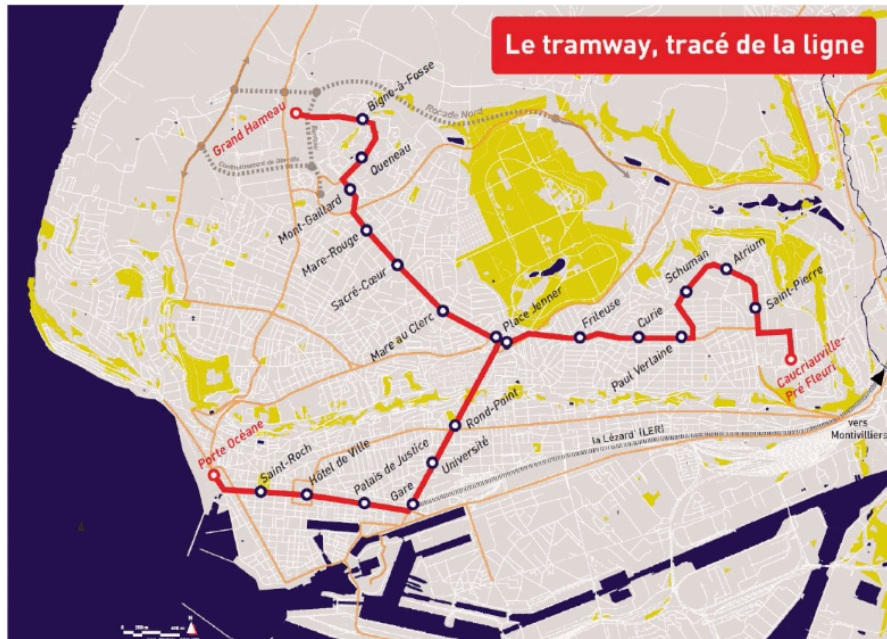 Le tramway, tracé de la ligne
Bigne-à-Fosse
Grand Hameau
Rocade Nord
Queneau
Mont-Gaillard
Mare-Rouge
Sacré-Cœur
Mare au Clerc
Place Jenner
Frileuse
Curie
Paul Verlaine
Schuman
Atrium
Saint-Pierre
Caucriauville-
Pré Fleuri
Rond-Point
Université
Gare
Palais de Justice
Hôtel de Ville
Saint-Roch
Porte Océane
la Lézard' (LER)
vers
Montivilliers
N
0